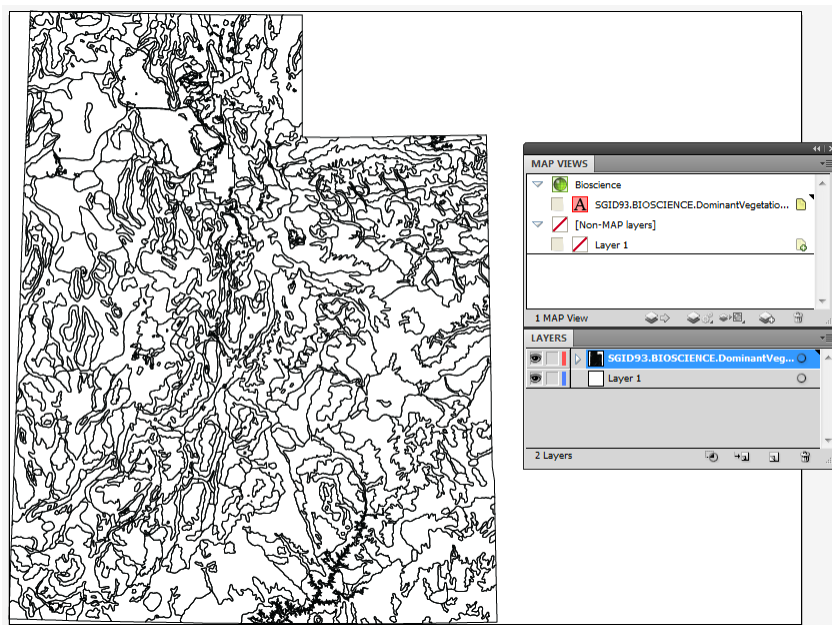 MAP VIEWS
Bioscience
A SGID93.BIOSCIENCE.DominantVegetatio...
[Non-MAP layers]
Layer 1
1 MAP View
LAYERS
SGID93.BIOSCIENCE.DominantVeg...
Layer 1
2 Layers